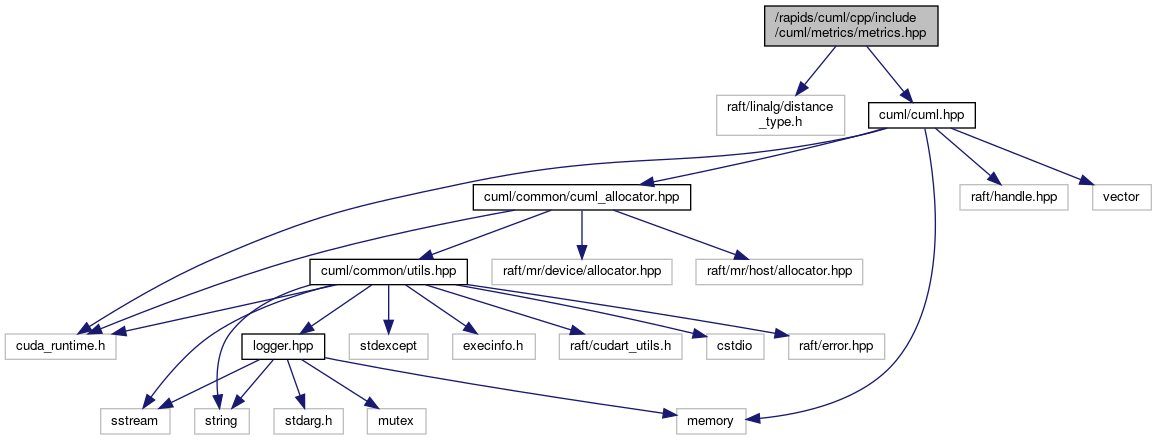 /rapids/cuml/cpp/include
/cuml/metrics/metrics.hpp
raft/linalg/distance
_type.h
cuml/cuml.hpp
cuml/common/cuml_allocator.hpp
raft/handle.hpp
vector
cuml/common/utils.hpp
raft/mr/device/allocator.hpp
raft/mr/host/allocator.hpp
cuda_runtime.h
logger.hpp
stdexcept
execinfo.h
raft/cudart_utils.h
cstdio
raft/error.hpp
sstream
string
stdarg.h
mutex
memory